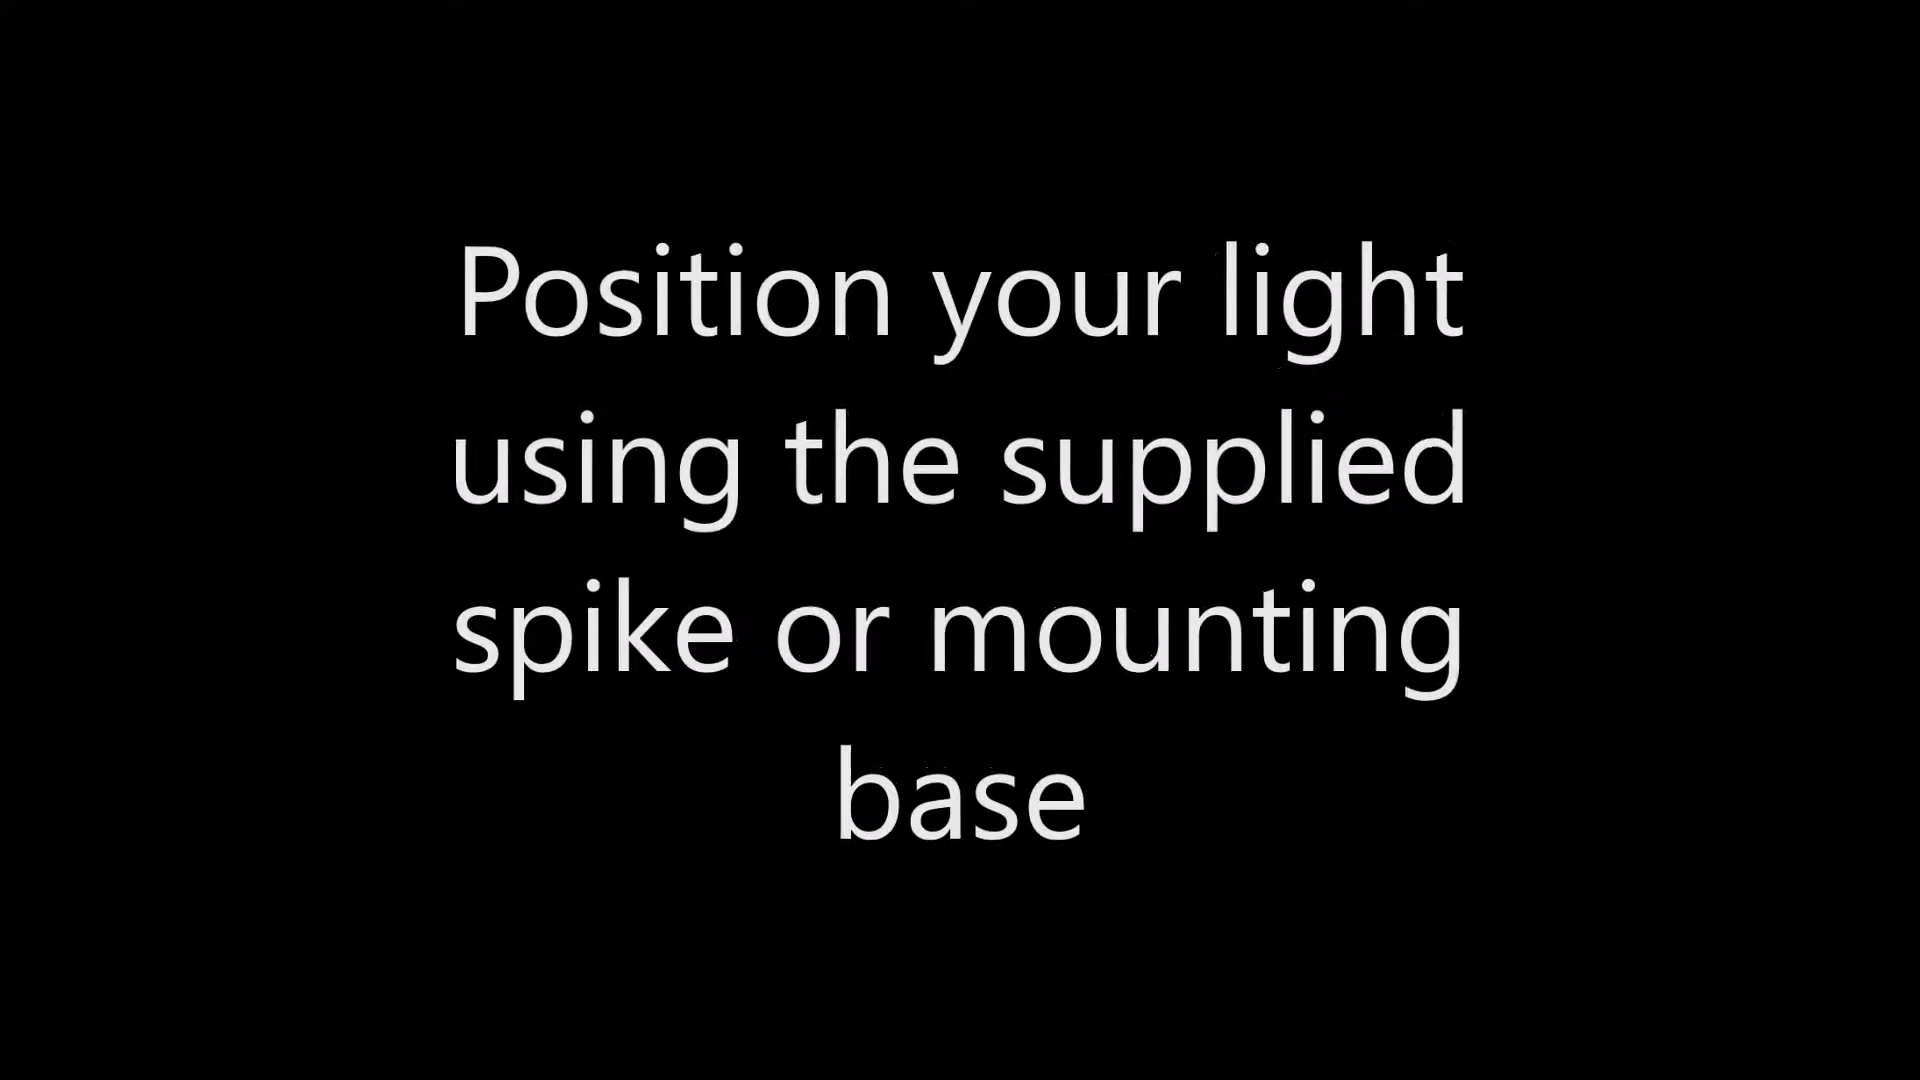 Position your light
using the supplied
spike or mounting
base